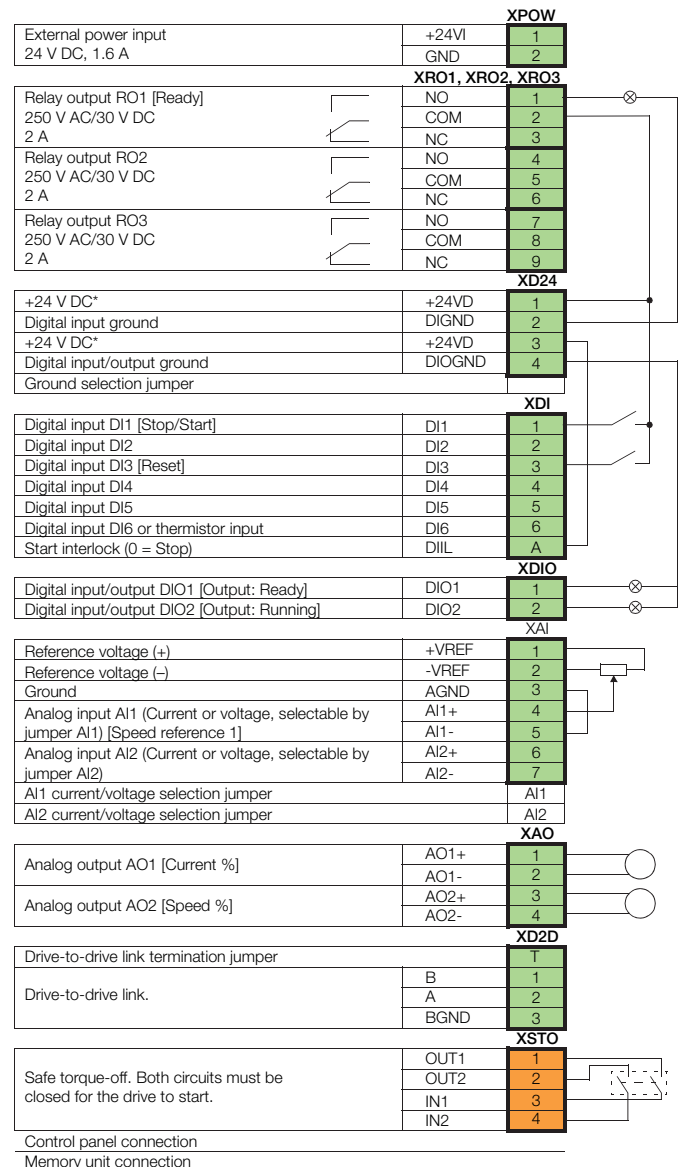 XPOW
External power input +24VI 1
24 V DC, 1.6 A GND 2
XRO1, XRO2, XRO3
Relay output RO1 [Ready] NO 1
250 V AC/30 V DC COM 2
2 A NC 3
Relay output RO2 NO 4
250 V AC/30 V DC COM 5
2 A NC 6
Relay output RO3 NO 7
250 V AC/30 V DC COM 8
2 A NC 9
XD24
+24 V DC* +24VD 1
Digital input ground DIGND 2
+24 V DC* +24VD 3
Digital input/output ground DIOGND 4
Ground selection jumper
XDI
Digital input DI1 [Stop/Start] DI1 1
Digital input DI2 DI2 2
Digital input DI3 [Reset] DI3 3
Digital input DI4 DI4 4
Digital input DI5 DI5 5
Digital input DI6 or thermistor input DI6 6
Start interlock (0 = Stop) DIIL A
XDIO
Digital input/output DIO1 [Output: Ready] DIO1 1
Digital input/output DIO2 [Output: Running] DIO2 2
XAI
Reference voltage (+) +VREF 1
Reference voltage (–) -VREF 2
Ground AGND 3
Analog input AI1 (Current or voltage, selectable by AI1+ 4
jumper AI1) [Speed reference 1] AI1- 5
Analog input AI2 (Current or voltage, selectable by AI2+ 6
jumper AI2) AI2- 7
AI1 current/voltage selection jumper AI1
AI2 current/voltage selection jumper AI2
XAO
Analog output AO1 [Current %] AO1+ 1
AO1- 2
Analog output AO2 [Speed %] AO2+ 3
AO2- 4
XD2D
Drive-to-drive link termination jumper T
Drive-to-drive link. B 1
A 2
BGND 3
XSTO
OUT1 1
Safe torque-off. Both circuits must be OUT2 2
closed for the drive to start. IN1 3
IN2 4
Control panel connection
Memory unit connection